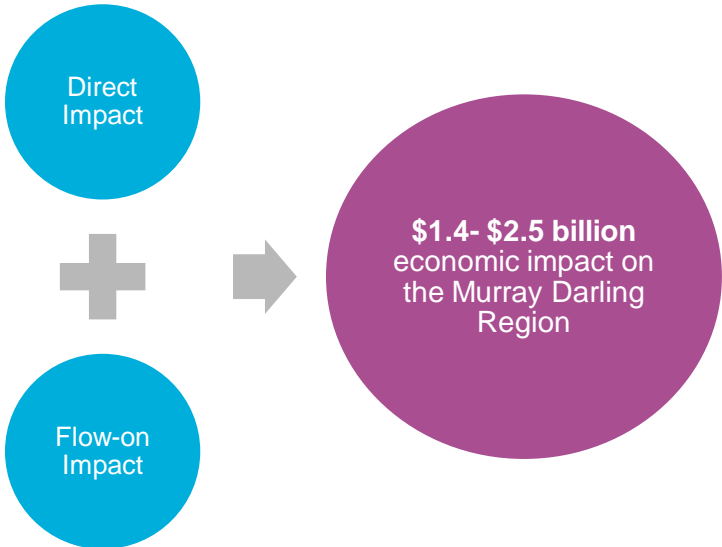 Direct
Impact
$1.4- $2.5 billion
economic impact on
the Murray Darling
Region
Flow-on
Impact